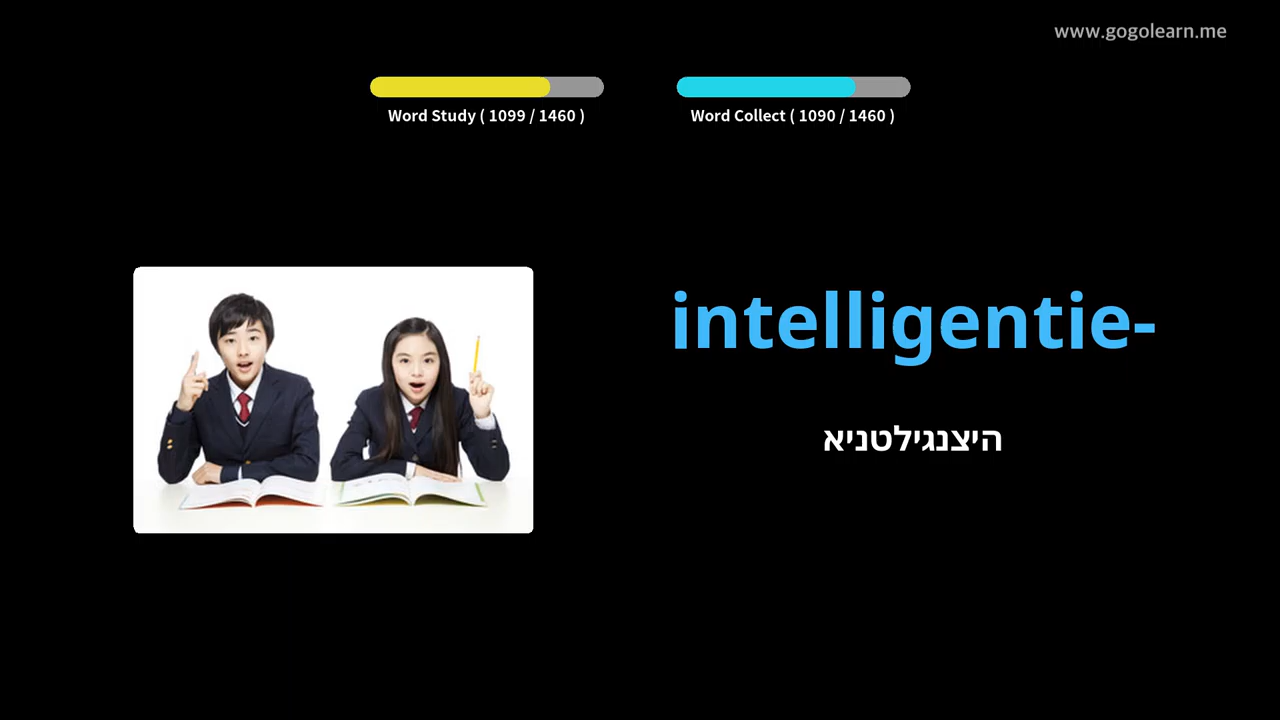 www.gogolearn.me
Word Study ( 1099 / 1460 )
Word Collect ( 1090 / 1460 )
intelligentie-
היצנגילטניא